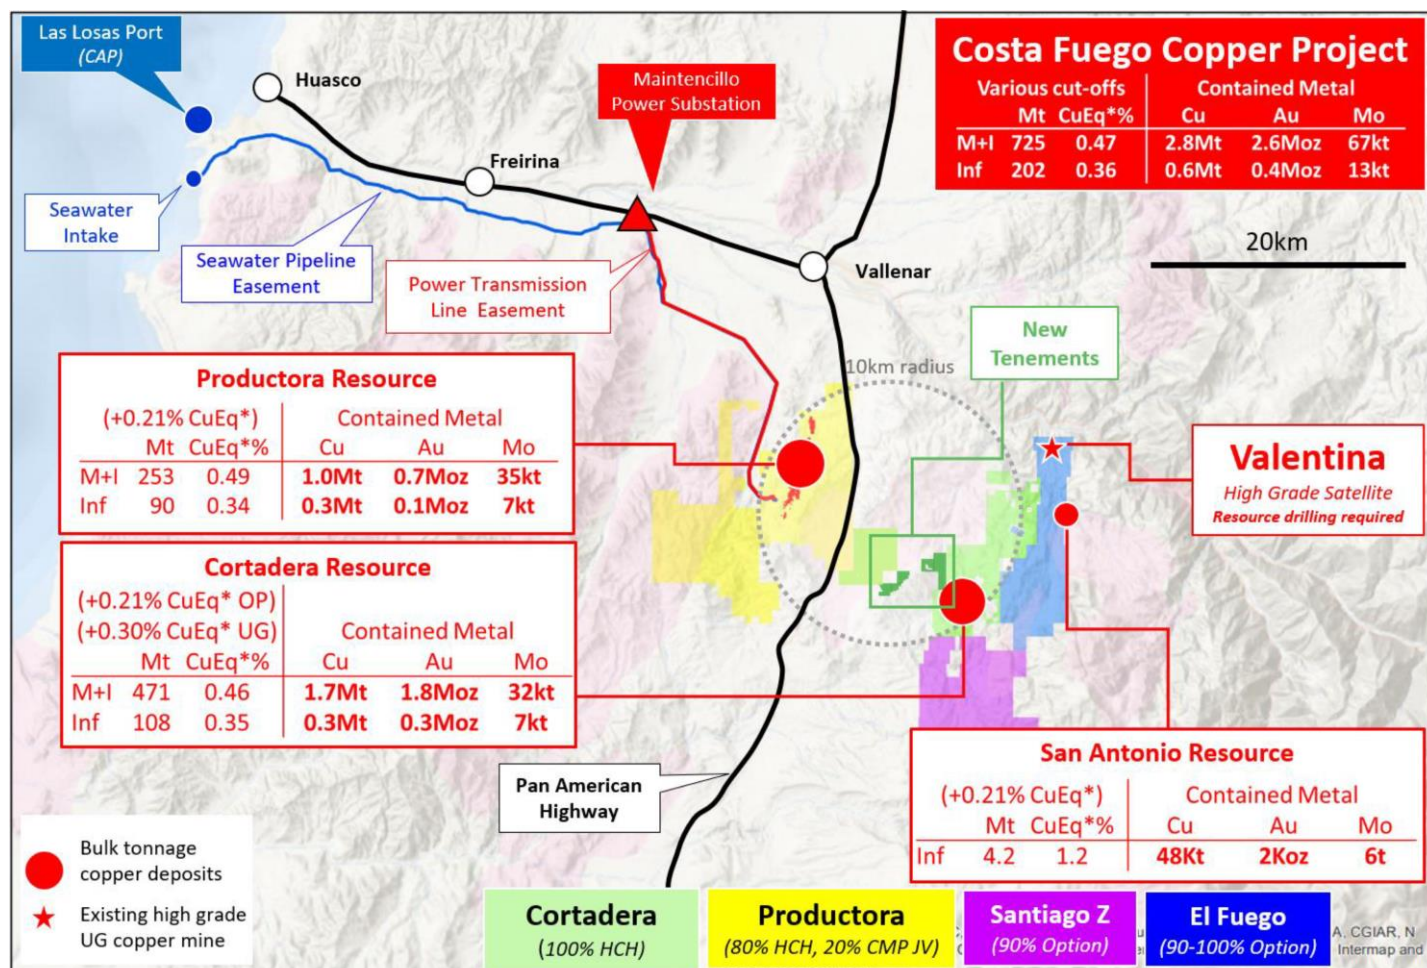 Las Losas Port
(CAP)
Huasco
Maintencillo
Power Substation
Costa Fuego Copper Project
Various cut-offs Contained Metal
Mt CuEq*% Cu Au Mo
M+I 725 0.47 2.8Mt 2.6Moz 67kt
Inf 202 0.36 0.6Mt 0.4Moz 13kt
Freirina
Seawater
Intake
Seawater Pipeline
Easement
Power Transmission
Line Easement
Vallenar
20km
New
Tenements
10km radius
Productora Resource
(+0.21% CuEq*) Contained Metal
Mt CuEq*% Cu Au Mo
M+I 253 0.49 1.0Mt 0.7Moz 35kt
Inf 90 0.34 0.3Mt 0.1Moz 7kt
Valentina
High Grade Satellite
Resource drilling required
Cortadera Resource
(+0.21% CuEq* OP)
(+0.30% CuEq* UG) Contained Metal
Mt CuEq*% Cu Au Mo
M+I 471 0.46 1.7Mt 1.8Moz 32kt
Inf 108 0.35 0.3Mt 0.3Moz 7kt
Pan American
Highway
San Antonio Resource
(+0.21% CuEq*) Contained Metal
Mt CuEq*% Cu Au Mo
Inf 4.2 1.2 48Kt 2Koz 6t
Bulk tonnage
copper deposits
Existing high grade
UG copper mine
Cortadera
(100% HCH)
Productora
(80% HCH, 20% CMP JV)
Santiago Z
(90% Option)
El Fuego
(90-100% Option)
A, CGIAR, N
Intermap and